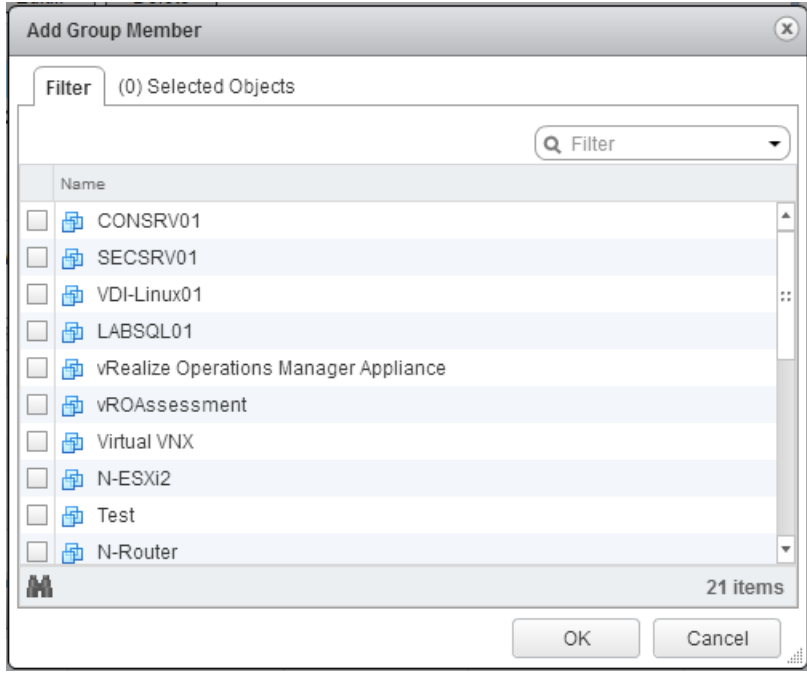 Add Group Member
Filter (0) Selected Objects
Filter
Name
CONSRV01
SECSRV01
VDI-Linux01
LABSQL01
vRealize Operations Manager Appliance
vROAssessment
Virtual VNX
N-ESXi2
Test
N-Router
21 items
OK Cancel